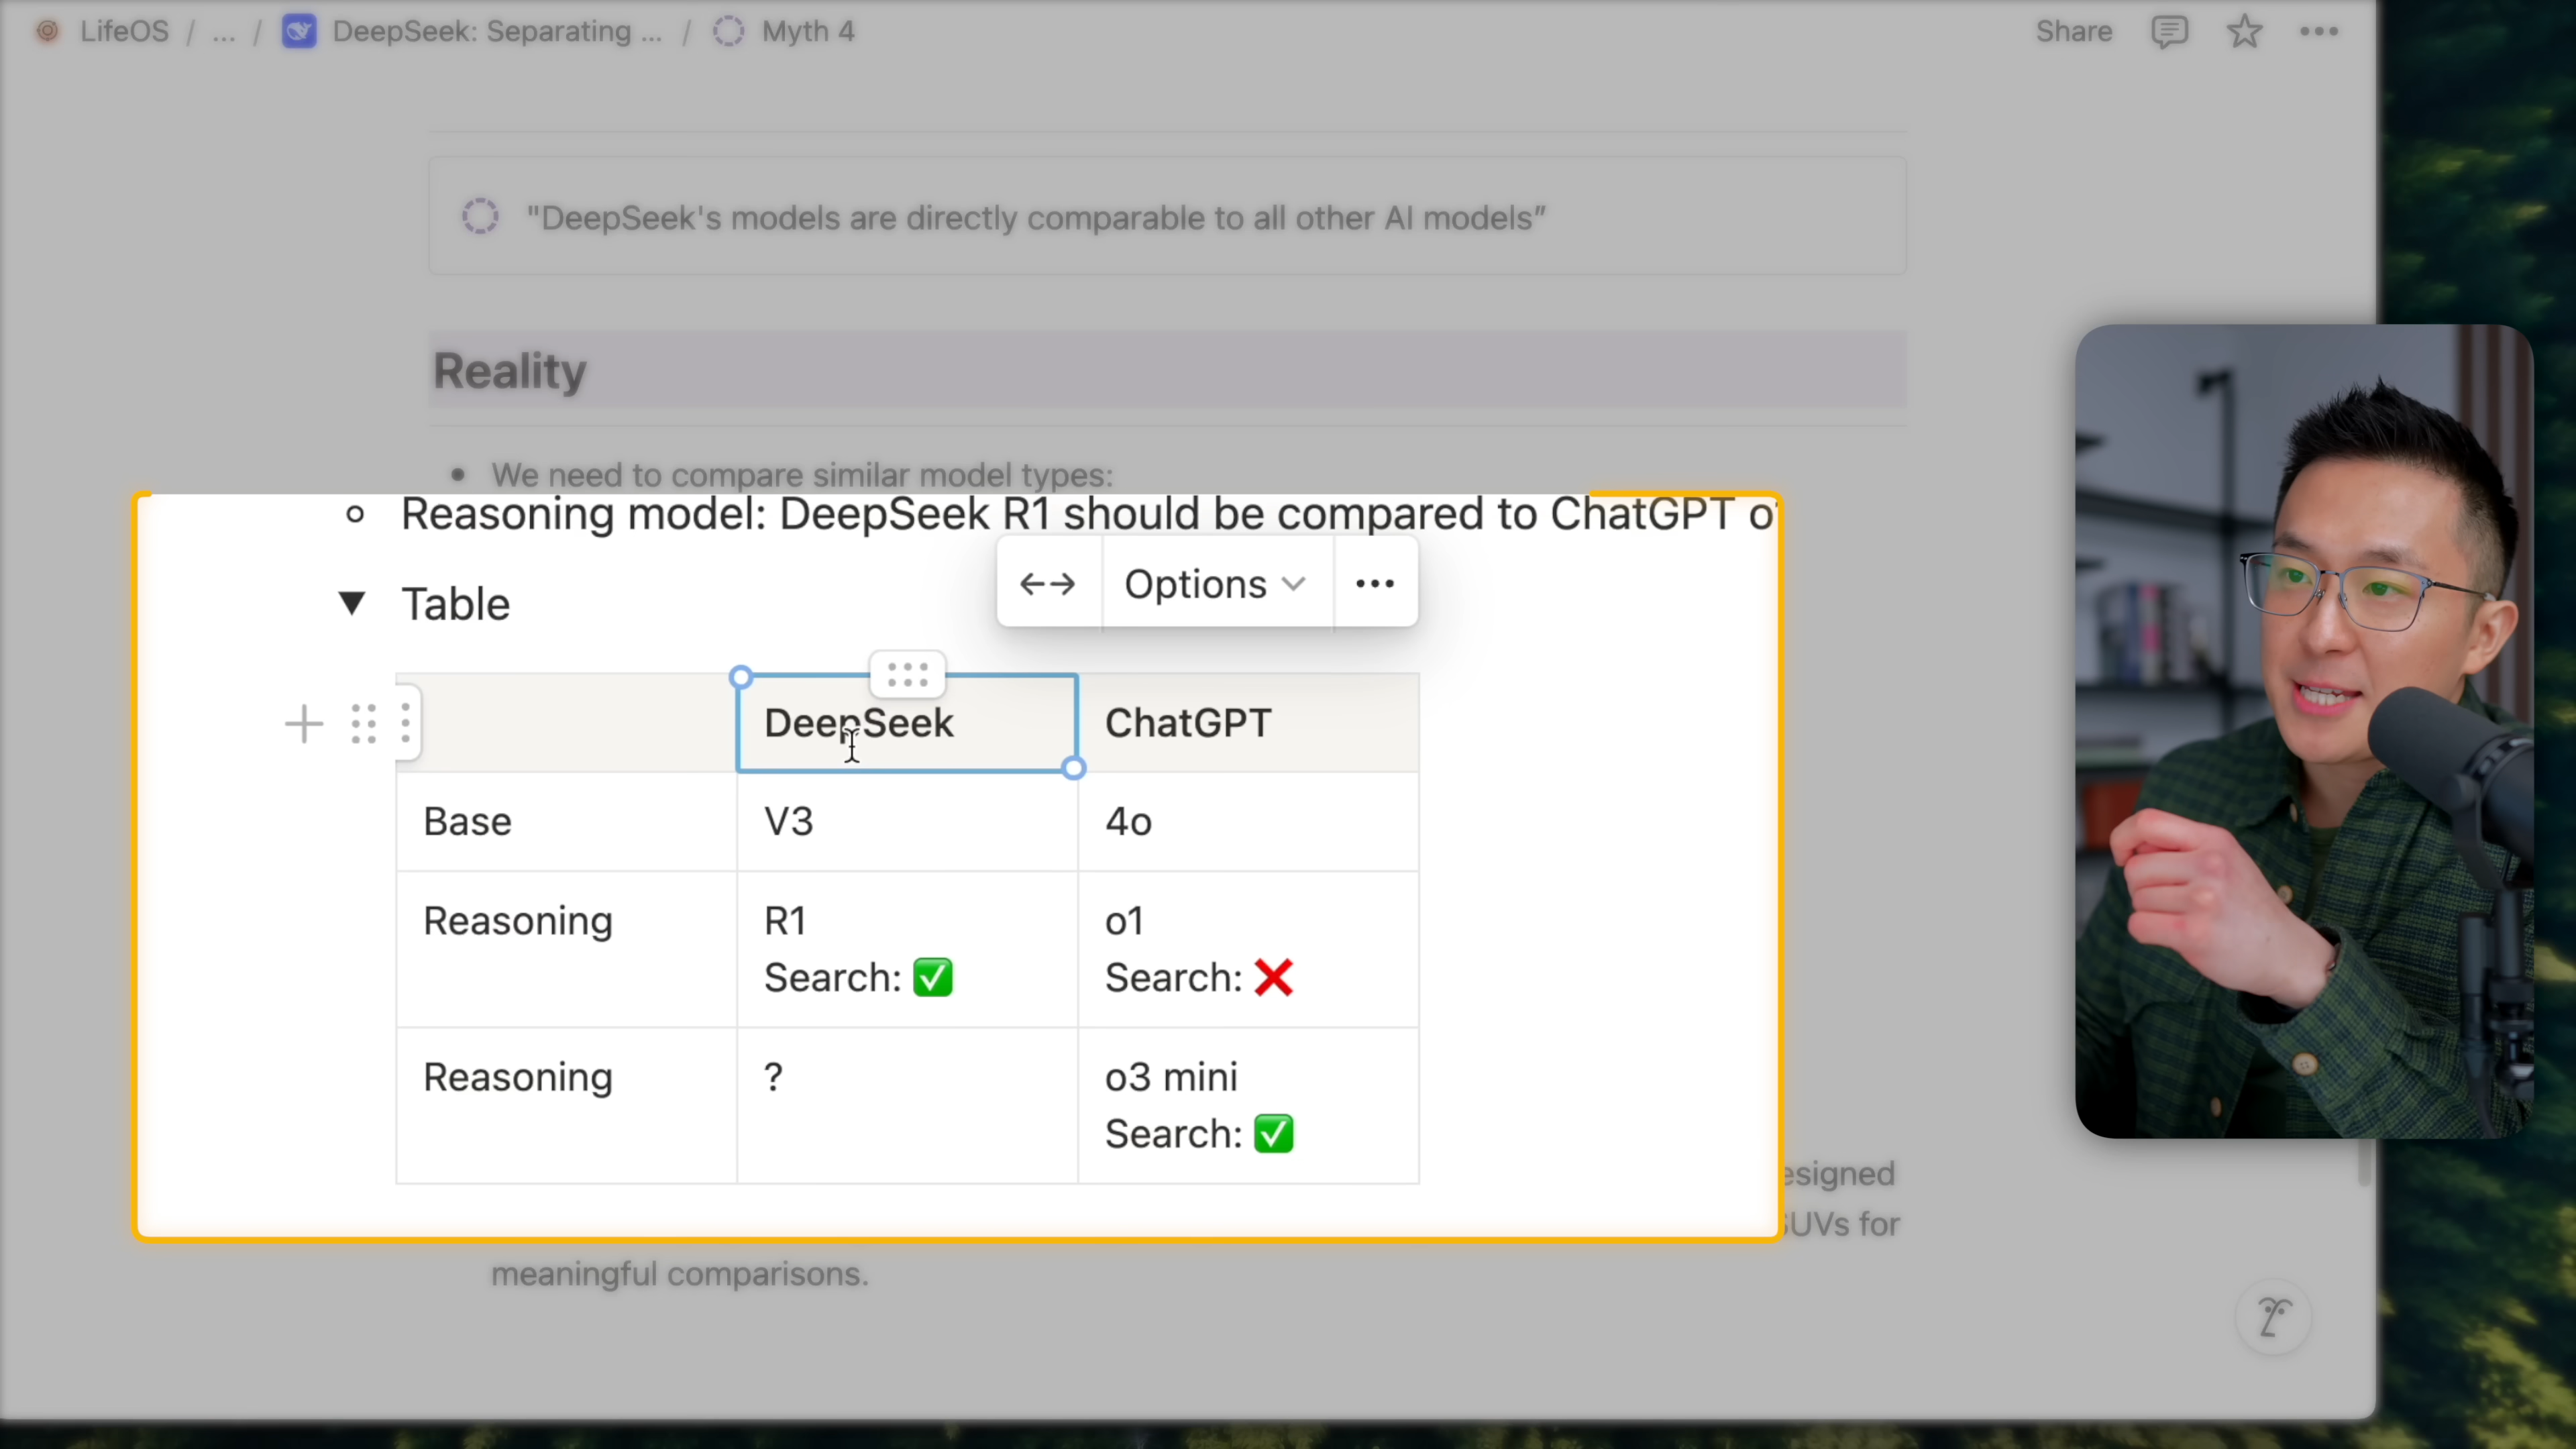 LifeOS / ... / DeepSeek: Separating ... / Myth 4
Share
"DeepSeek's models are directly comparable to all other AI models”
Reality
We need to compare similar model types:
Reasoning model: DeepSeek R1 should be compared to ChatGPT
Options
Table
DeepSeek ChatGPT
Base V3 4o
Reasoning R1 o1
Search: ✅ Search: ❌
Reasoning ? o3 mini
Search: ✅
esigned
SUVs for
meaningful comparisons.